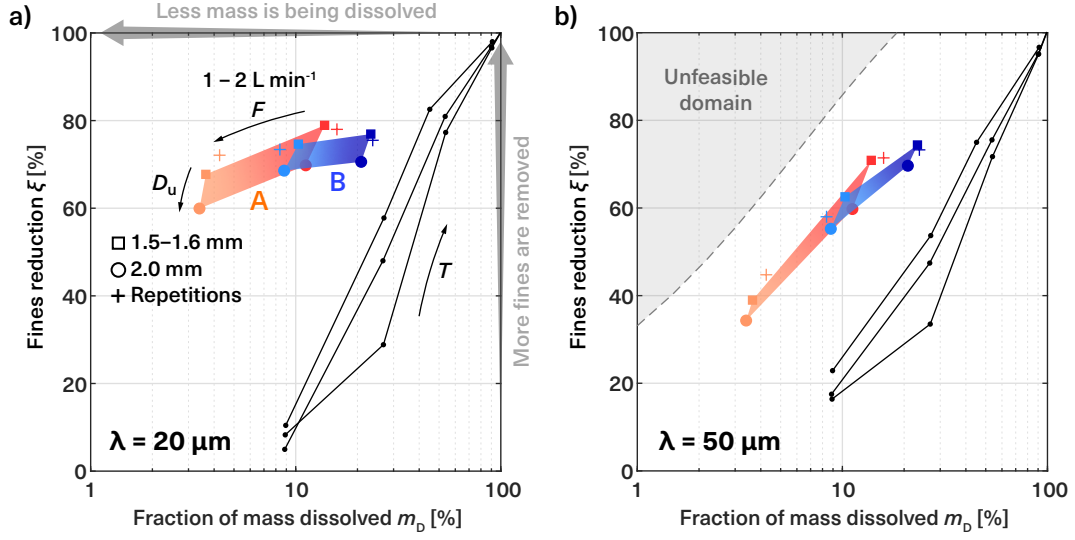 a)
Less mass is being dissolved
100
80
60
40
20
0
Fines reduction ξ [%]
1 – 2 L min⁻¹
F
D_u
A
B
T
1.5–1.6 mm
2.0 mm
Repetitions
More fines are removed
λ = 20 µm
1
10
100
Fraction of mass dissolved m_D [%]
b)
100
80
60
40
20
0
Fines reduction ξ [%]
Unfeasible
domain
λ = 50 µm
1
10
100
Fraction of mass dissolved m_D [%]